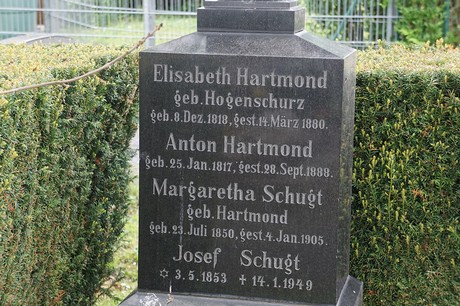 Elisabeth Hartmond
geb. Hogenschurz
geb. 8. Dez. 1818, gest. 14. März 1880.
Anton Hartmond
geb. 25. Jan. 1817, gest. 28. Sept. 1888.
Margaretha Schugt
geb. Hartmond
geb. 23. Juli 1850, gest. 4. Jan. 1905.
Josef Schugt
☆ 3.5.1853 ✝ 14.1.1949